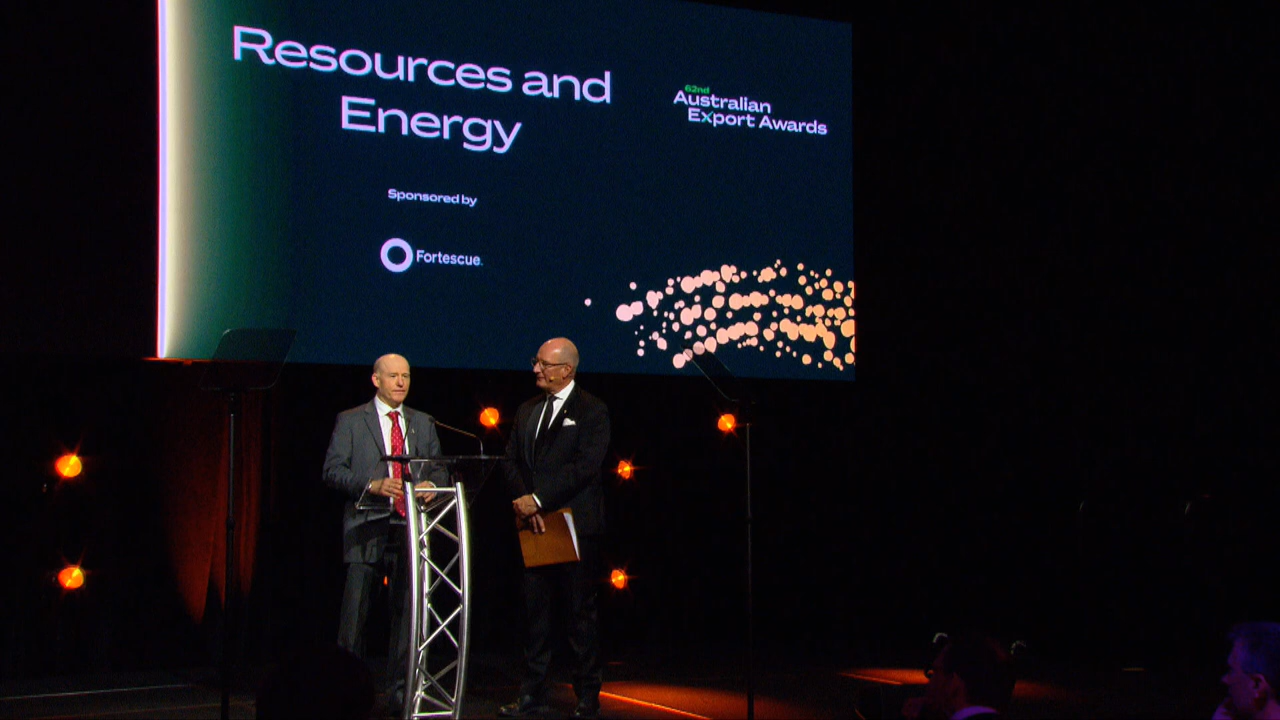 Resources and
Energy
62nd
Australian
Export Awards
Sponsored by
Fortescue.